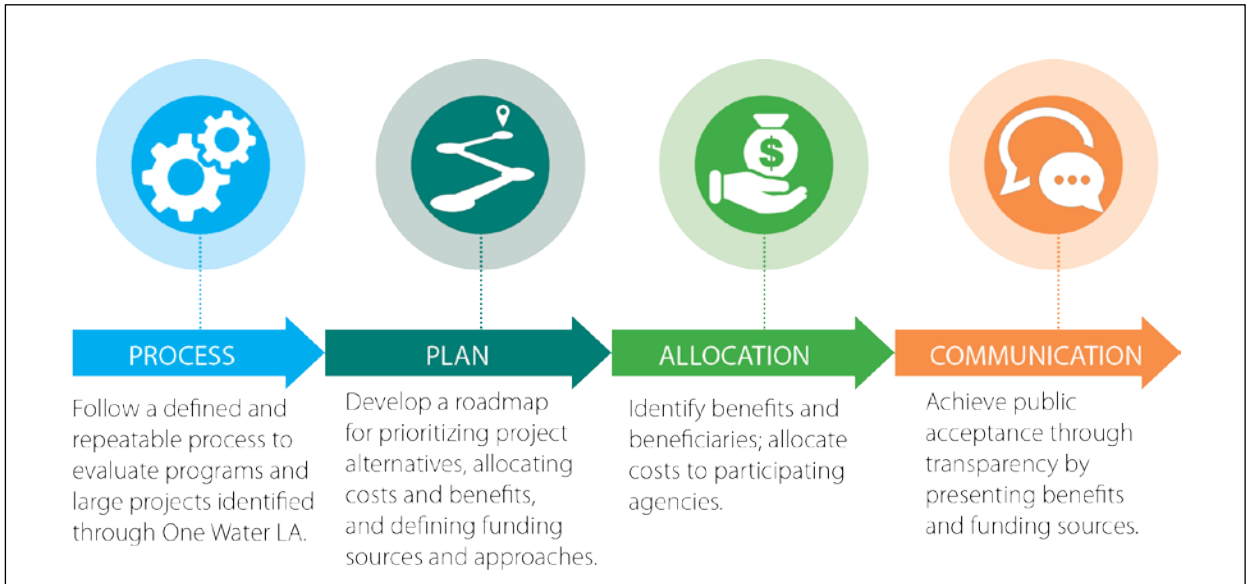 $
PROCESS
Follow a defined and
repeatable process to
evaluate programs and
large projects identified
through One Water LA.
PLAN
Develop a roadmap
for prioritizing project
alternatives, allocating
costs and benefits,
and defining funding
sources and approaches.
ALLOCATION
Identify benefits and
beneficiaries; allocate
costs to participating
agencies.
COMMUNICATION
Achieve public
acceptance through
transparency by
presenting benefits
and funding sources.